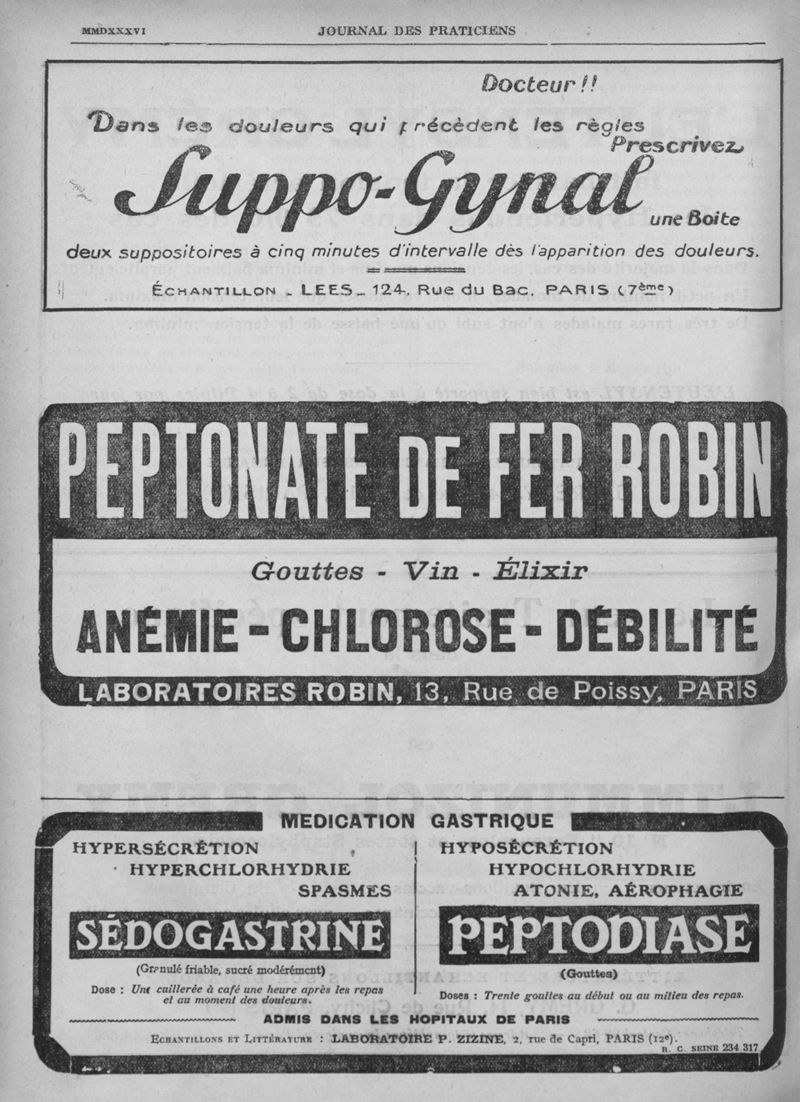 MMDXXXVI
JOURNAL DES PRATICIENS
Docteur!!
Dans les douleurs qui précèdent les règles
Prescrivez
Suppo-Gynal
une Boite
deux suppositoires à cinq minutes d'intervalle dès l'apparition des douleurs.
ÉCHANTILLON - LEES - 124, Rue du Bac, PARIS (7ème)
PEPTONATE DE FER ROBIN
Gouttes - Vin - Élixir
ANÉMIE - CHLOROSE - DÉBILITÉ
LABORATOIRES ROBIN, 13, Rue de Poissy, PARIS
MEDICATION GASTRIQUE
HYPERSÉCRÉTION
HYPERCHLORHYDRIE
SPASMES
SÉDOGASTRINE
(Granulé friable, sucré modérément)
Dose : Une cuillerée à café une heure après les repas
et au moment des douleurs.
HYPOSÉCRÉTION
HYPOCHLORHYDRIE
ATONIE, AÉROPHAGIE
PEPTODIASE
(Gouttes)
Doses : Trente gouttes au début ou au milieu des repas.
ADMIS DANS LES HOPITAUX DE PARIS
ECHANTILLONS ET LITTÉRATURE : LABORATOIRE P. ZIZINE, 2, rue de Capri, PARIS (12e).
R. C. SEINE 234 317